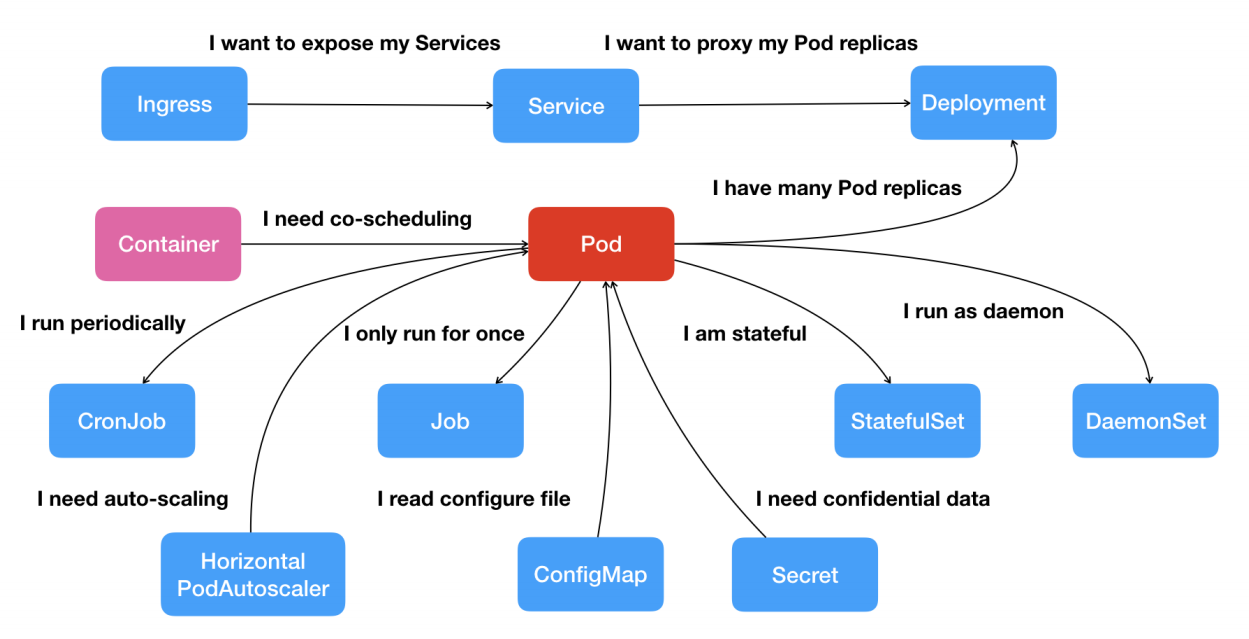 I want to expose my Services
I want to proxy my Pod replicas
Ingress
Service
Deployment
I have many Pod replicas
I need co-scheduling
Container
Pod
I run periodically
I only run for once
I am stateful
I run as daemon
CronJob
Job
StatefulSet
DaemonSet
I need auto-scaling
I read configure file
I need confidential data
Horizontal
PodAutoscaler
ConfigMap
Secret